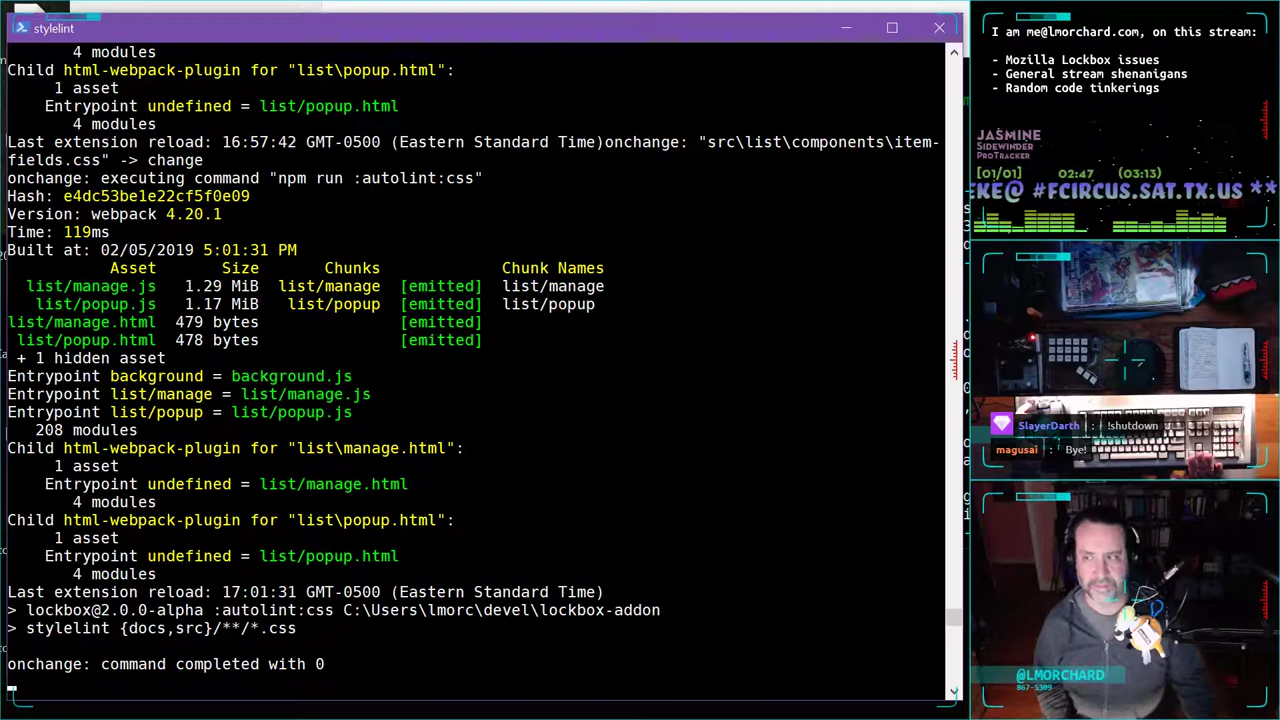 stylelint
4 modules
Child html-webpack-plugin for "list\popup.html":
1 asset
Entrypoint undefined = list/popup.html
4 modules
Last extension reload: 16:57:42 GMT-0500 (Eastern Standard Time)onchange: "src\list\components\item-
fields.css" -> change
onchange: executing command "npm run :autolint:css"
Hash: e4dc53be1e22cf5f0e09
Version: webpack 4.20.1
Time: 119ms
Built at: 02/05/2019 5:01:31 PM
Asset Size Chunks Chunk Names
list/manage.js 1.29 MiB list/manage [emitted] list/manage
list/popup.js 1.17 MiB list/popup [emitted] list/popup
list/manage.html 479 bytes [emitted]
list/popup.html 478 bytes [emitted]
+ 1 hidden asset
Entrypoint background = background.js
Entrypoint list/manage = list/manage.js
Entrypoint list/popup = list/popup.js
208 modules
Child html-webpack-plugin for "list\manage.html":
1 asset
Entrypoint undefined = list/manage.html
4 modules
Child html-webpack-plugin for "list\popup.html":
1 asset
Entrypoint undefined = list/popup.html
4 modules
Last extension reload: 17:01:31 GMT-0500 (Eastern Standard Time)
> lockbox@2.0.0-alpha :autolint:css C:\Users\lmorc\devel\lockbox-addon
> stylelint {docs,src}/**/*.css
onchange: command completed with 0
I am me@lmorchard.com, on this stream:
- Mozilla Lockbox issues
- General stream shenanigans
- Random code tinkerings
JASMINE
SIDEWINDER
PROTRACKER
[01/01] 02:47 (03:13)
EKE@ #FCIRCUS.SAT.TX.US **
SlayerDarth : !shutdown
magusai : Bye!
@LMORCHARD
867-5309